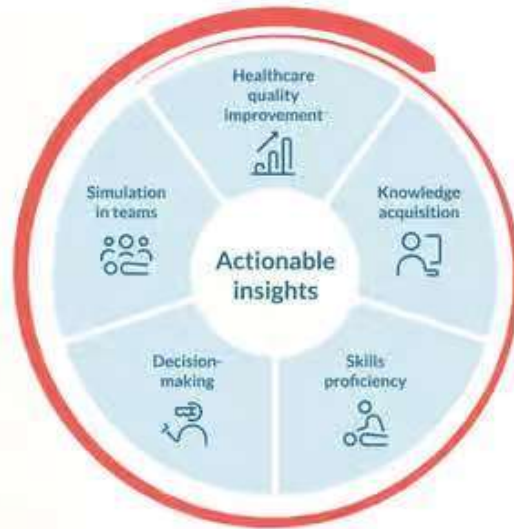 Healthcare
quality
improvement
Knowledge
acquisition
Skills
proficiency
Decision-
making
Simulation
in teams
Actionable
insights